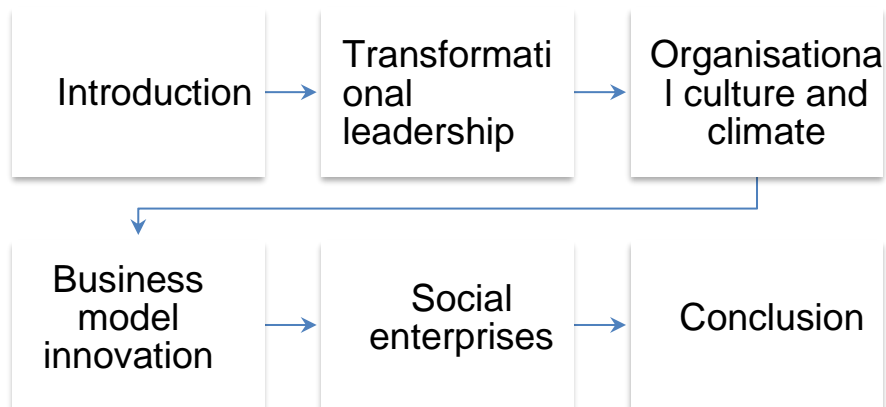 Introduction
Transformati
onal
leadership
Organisationa
l culture and
climate
Business
model
innovation
Social
enterprises
Conclusion